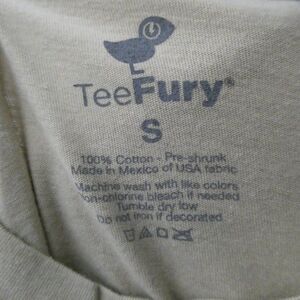 TeeFury®
S
100% Cotton - Pre-shrunk
Made in Mexico of USA fabric
Machine wash with like colors
Non-chlorine bleach if needed
Tumble dry low
Do not iron if decorated